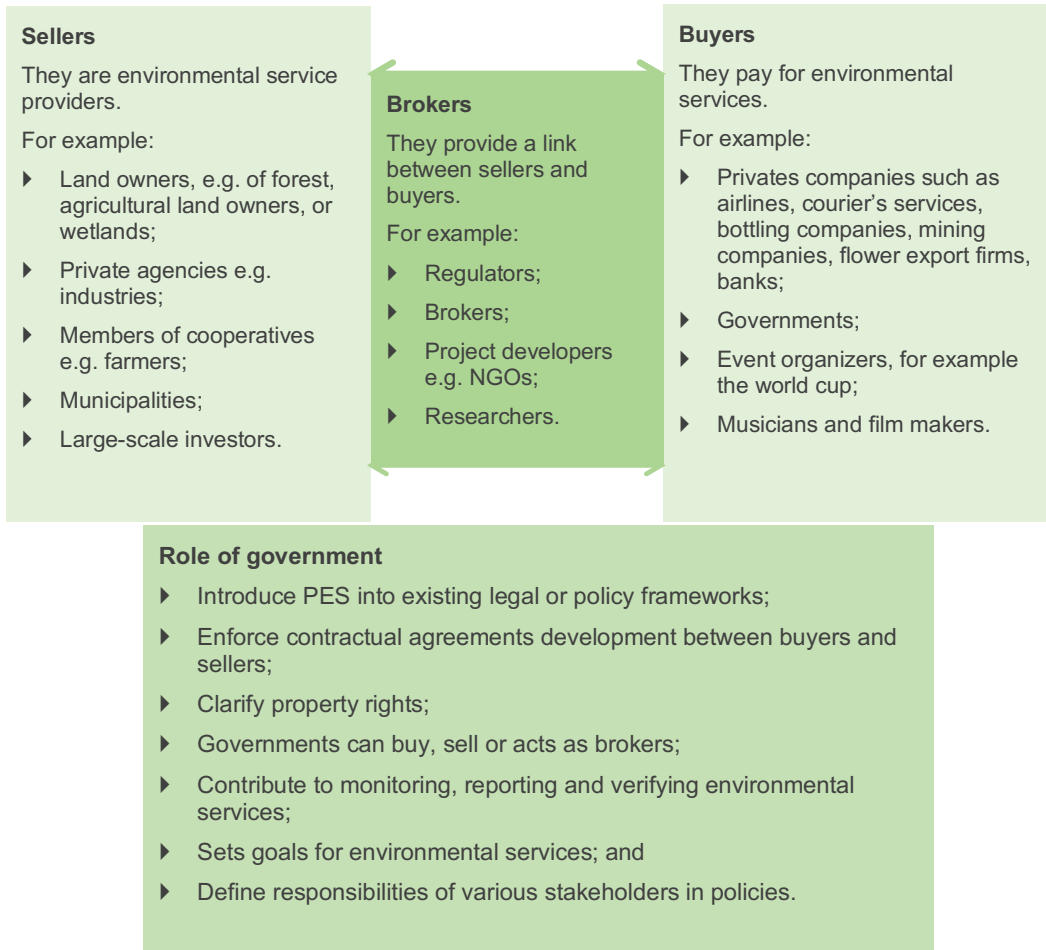 Sellers
They are environmental service
providers.
For example:
Land owners, e.g. of forest,
agricultural land owners, or
wetlands;
Private agencies e.g.
industries;
Members of cooperatives
e.g. farmers;
Municipalities;
Large-scale investors.
Brokers
They provide a link
between sellers and
buyers.
For example:
Regulators;
Brokers;
Project developers
e.g. NGOs;
Researchers.
Buyers
They pay for environmental
services.
For example:
Privates companies such as
airlines, courier's services,
bottling companies, mining
companies, flower export firms,
banks;
Governments;
Event organizers, for example
the world cup;
Musicians and film makers.
Role of government
Introduce PES into existing legal or policy frameworks;
Enforce contractual agreements development between buyers and
sellers;
Clarify property rights;
Governments can buy, sell or acts as brokers;
Contribute to monitoring, reporting and verifying environmental
services;
Sets goals for environmental services; and
Define responsibilities of various stakeholders in policies.